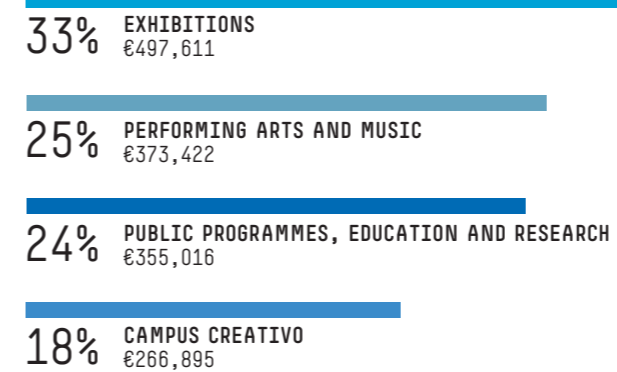 33% EXHIBITIONS
€497,611
25% PERFORMING ARTS AND MUSIC
€373,422
24% PUBLIC PROGRAMMES, EDUCATION AND RESEARCH
€355,016
18% CAMPUS CREATIVO
€266,895